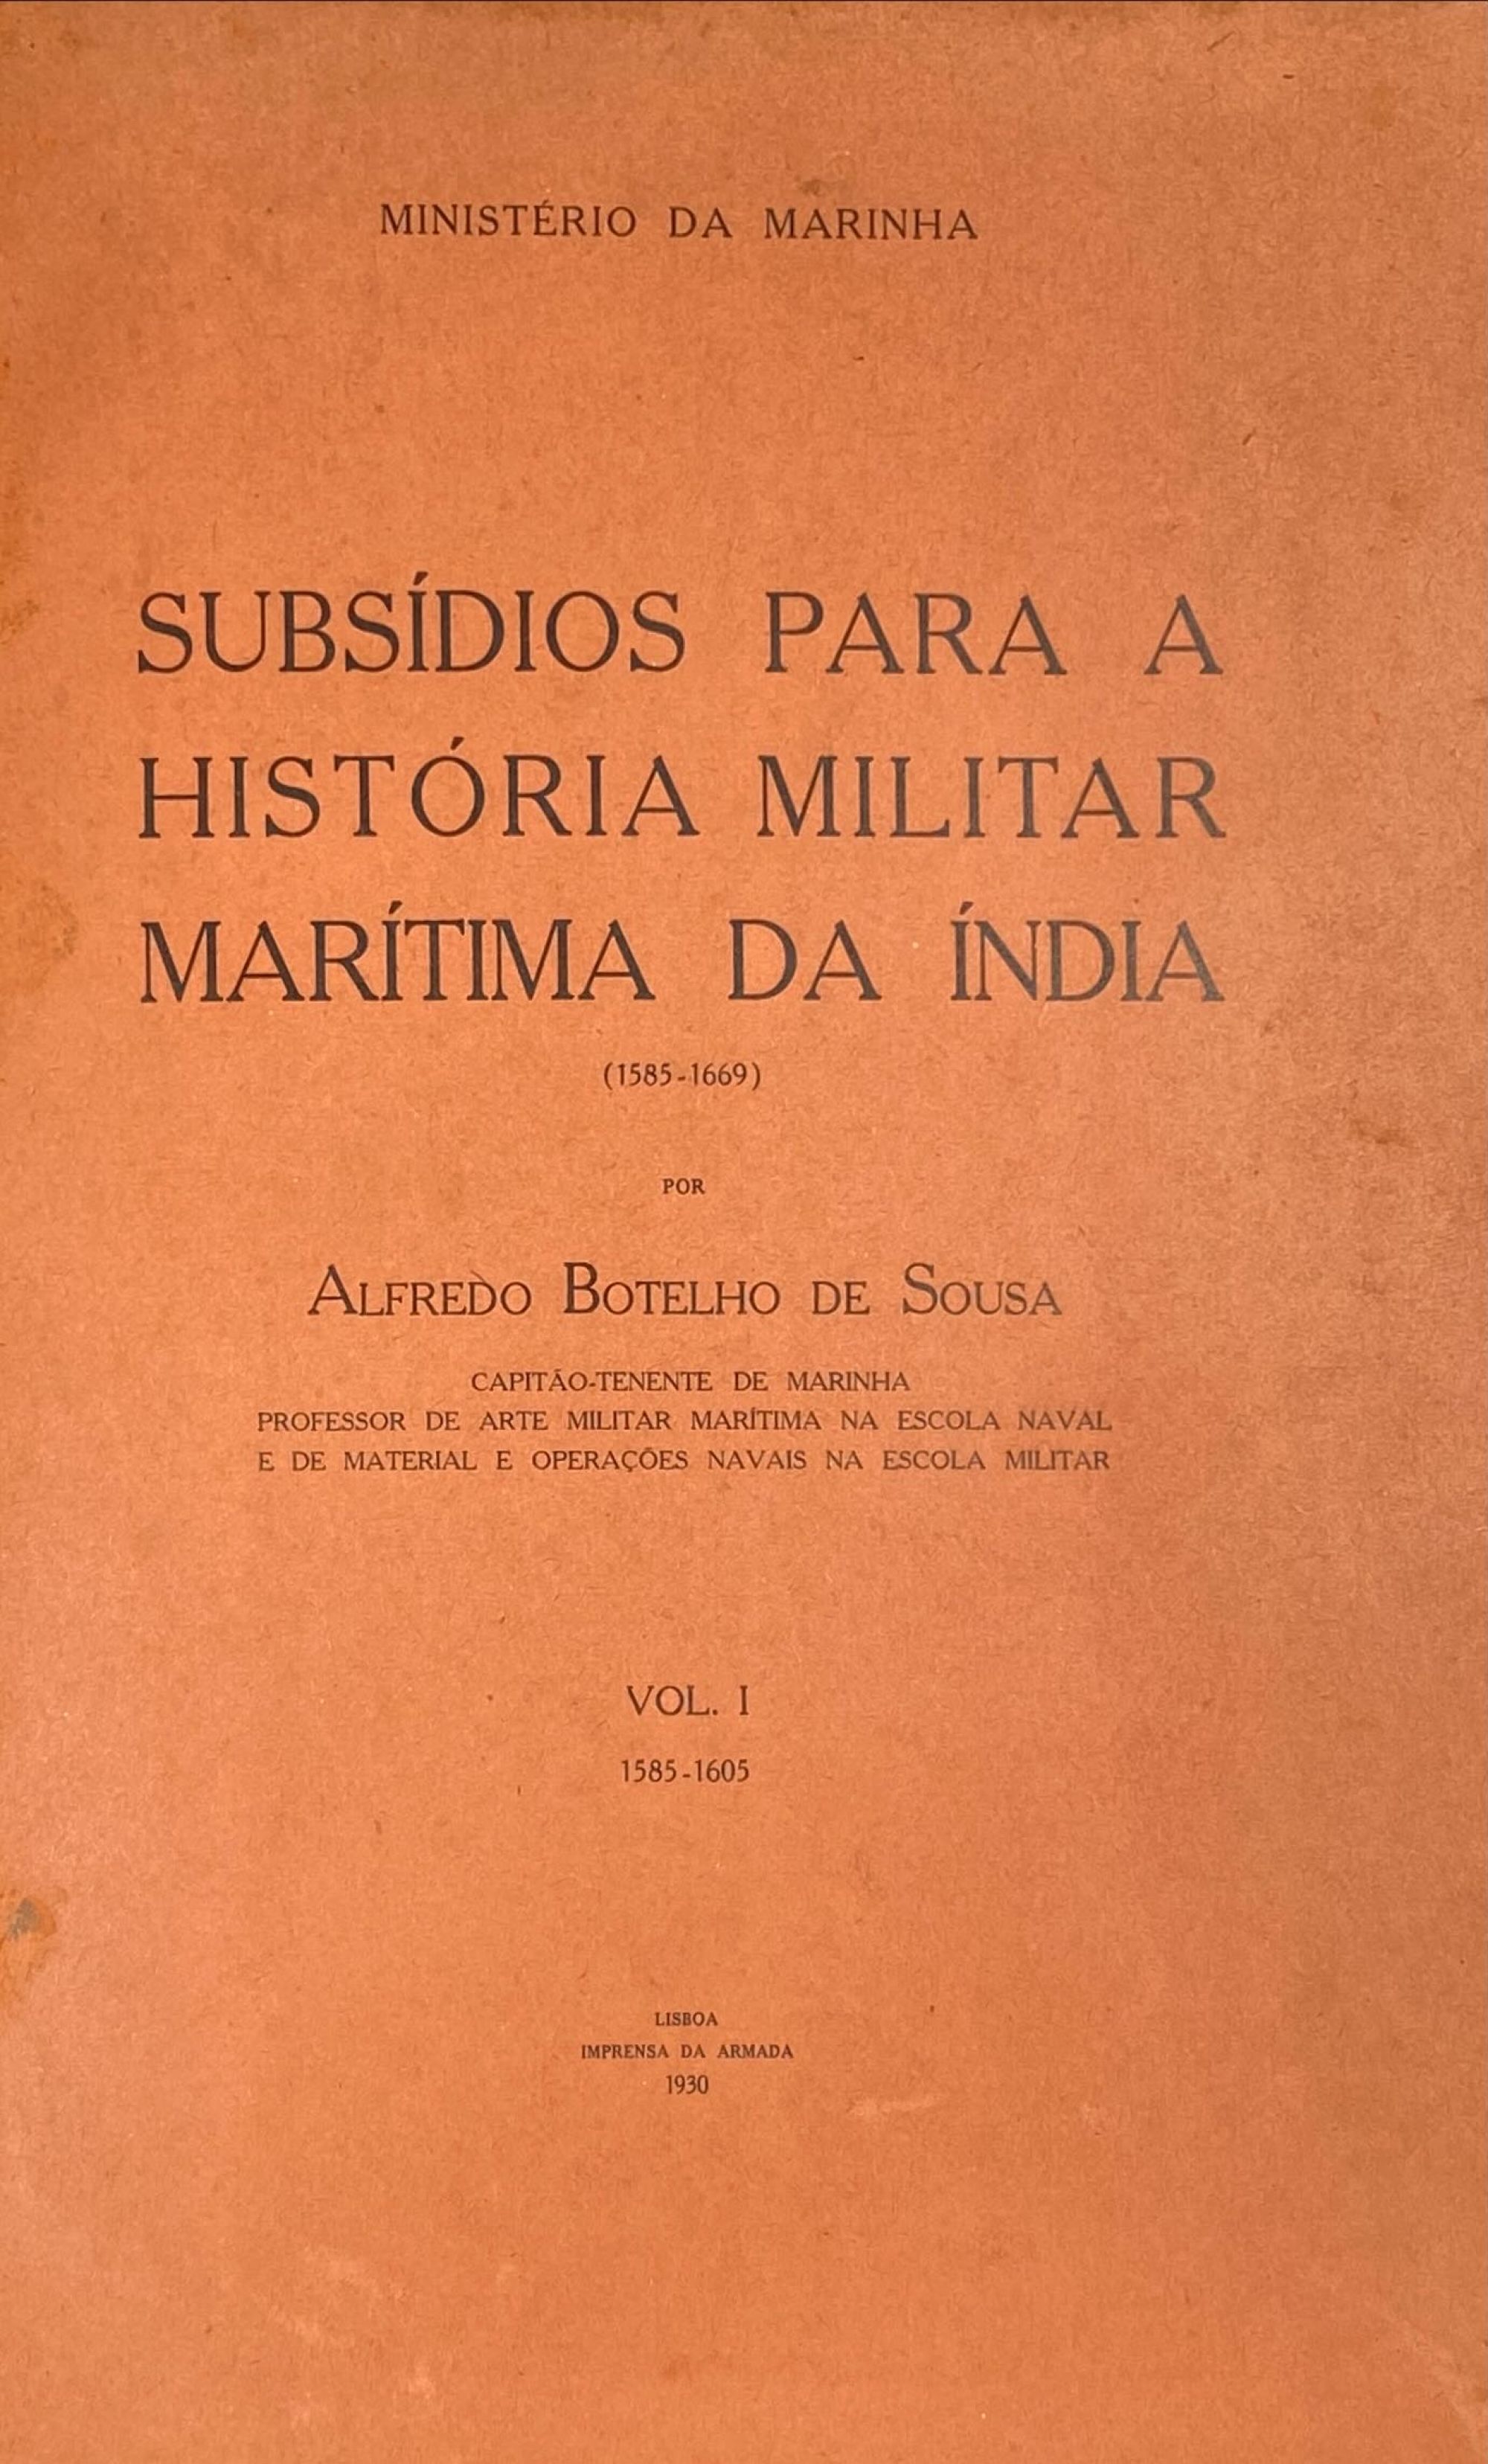 MINISTÉRIO DA MARINHA
SUBSÍDIOS PARA A
HISTÓRIA MILITAR
MARÍTIMA DA ÍNDIA
(1585-1669)
POR
ALFREDO BOTELHO DE SOUSA
CAPITÃO-TENENTE DE MARINHA
PROFESSOR DE ARTE MILITAR MARÍTIMA NA ESCOLA NAVAL
E DE MATERIAL E OPERAÇÕES NAVAIS NA ESCOLA MILITAR
VOL. I
1585-1605
LISBOA
IMPRENSA DA ARMADA
1930